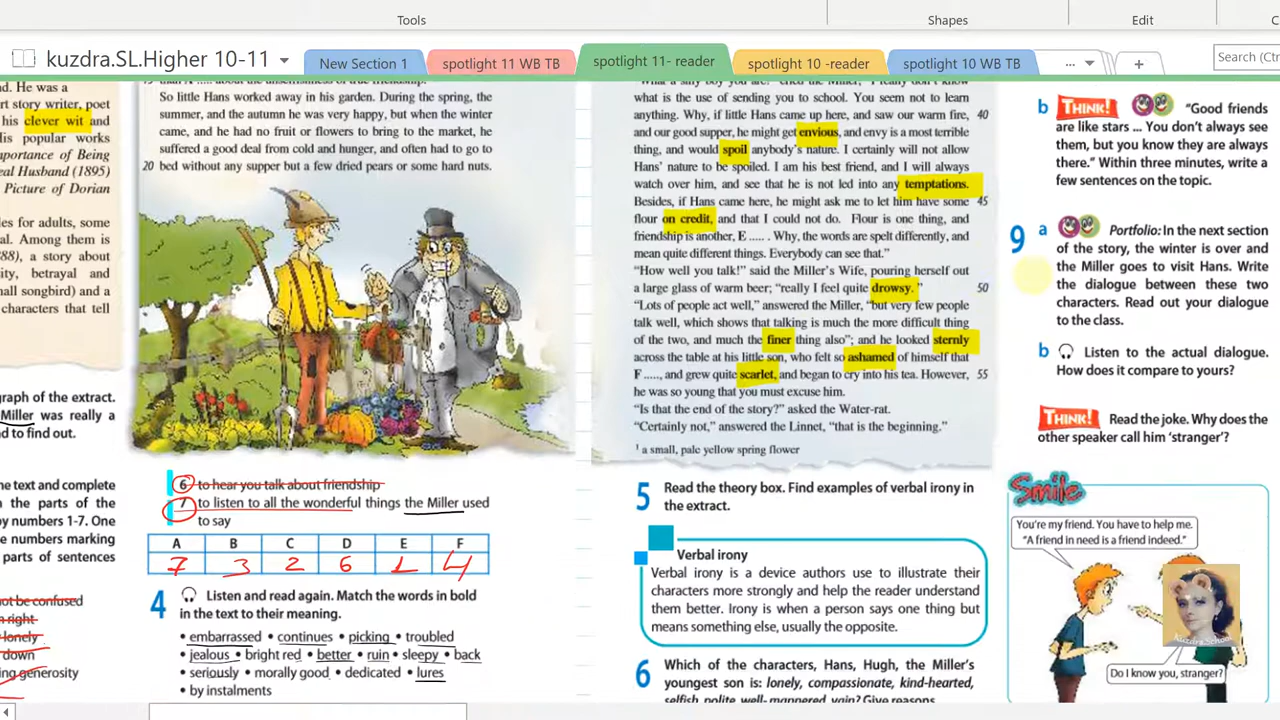 Tools
Shapes
Edit
kuzdra.SL.Higher 10-11
New Section 1
spotlight 11 WB TB
spotlight 11- reader
spotlight 10 -reader
spotlight 10 WB TB
...
Search (Ctr
d. He was a
rt story writer, poet
his clever wit and
His popular works
mportance of Being
eal Husband (1895)
Picture of Dorian
les for adults, some
al. Among them is
88), a story about
ity, betrayal and
mall songbird) and a
characters that tell
So little Hans worked away in his garden. During the spring, the
summer, and the autumn he was very happy, but when the winter
came, and he had no fruit or flowers to bring to the market, he
suffered a good deal from cold and hunger, and often had to go to
20 bed without any supper but a few dried pears or some hard nuts.
graph of the extract.
Miller was really a
d to find out.
he text and complete
h the parts of the
by numbers 1-7. One
e numbers marking
parts of sentences
not be confused
n right
lonely
down
ing generosity
6 to hear you talk about friendship
7 to listen to all the wonderful things the Miller used
to say
A B C D E F
7 3 2 6 1 4
4 Listen and read again. Match the words in bold
in the text to their meaning.
• embarrassed • continues • picking • troubled
• jealous • bright red • better • ruin • sleepy • back
• seriously • morally good • dedicated • lures
• by instalments
what is the use of sending you to school. You seem not to learn
anything. Why, if little Hans came up here, and saw our warm fire, 40
and our good supper, he might get envious, and envy is a most terrible
thing, and would spoil anybody's nature. I certainly will not allow
Hans' nature to be spoiled. I am his best friend, and I will always
watch over him, and see that he is not led into any temptations.
Besides, if Hans came here, he might ask me to let him have some 45
flour on credit, and that I could not do. Flour is one thing, and
friendship is another, E ..... . Why, the words are spelt differently, and
mean quite different things. Everybody can see that."
"How well you talk!" said the Miller's Wife, pouring herself out
a large glass of warm beer; "really I feel quite drowsy. " 50
"Lots of people act well," answered the Miller, "but very few people
talk well, which shows that talking is much the more difficult thing
of the two, and much the finer thing also"; and he looked sternly
across the table at his little son, who felt so ashamed of himself that
F ....., and grew quite scarlet, and began to cry into his tea. However, 55
he was so young that you must excuse him.
"Is that the end of the story?" asked the Water-rat.
"Certainly not," answered the Linnet, "that is the beginning."
1 a small, pale yellow spring flower
5 Read the theory box. Find examples of verbal irony in
the extract.
Verbal irony
Verbal irony is a device authors use to illustrate their
characters more strongly and help the reader understand
them better. Irony is when a person says one thing but
means something else, usually the opposite.
6 Which of the characters, Hans, Hugh, the Miller's
youngest son is: lonely, compassionate, kind-hearted,
selfish, polite, well-mannered, vain? Give reasons.
b THINK! "Good friends
are like stars ... You don't always see
them, but you know they are always
there." Within three minutes, write a
few sentences on the topic.
9 a Portfolio: In the next section
of the story, the winter is over and
the Miller goes to visit Hans. Write
the dialogue between these two
characters. Read out your dialogue
to the class.
b Listen to the actual dialogue.
How does it compare to yours?
THINK! Read the joke. Why does the
other speaker call him 'stranger'?
Smile
You're my friend. You have to help me.
"A friend in need is a friend indeed."
kuzdra.School
Do I know you, stranger?